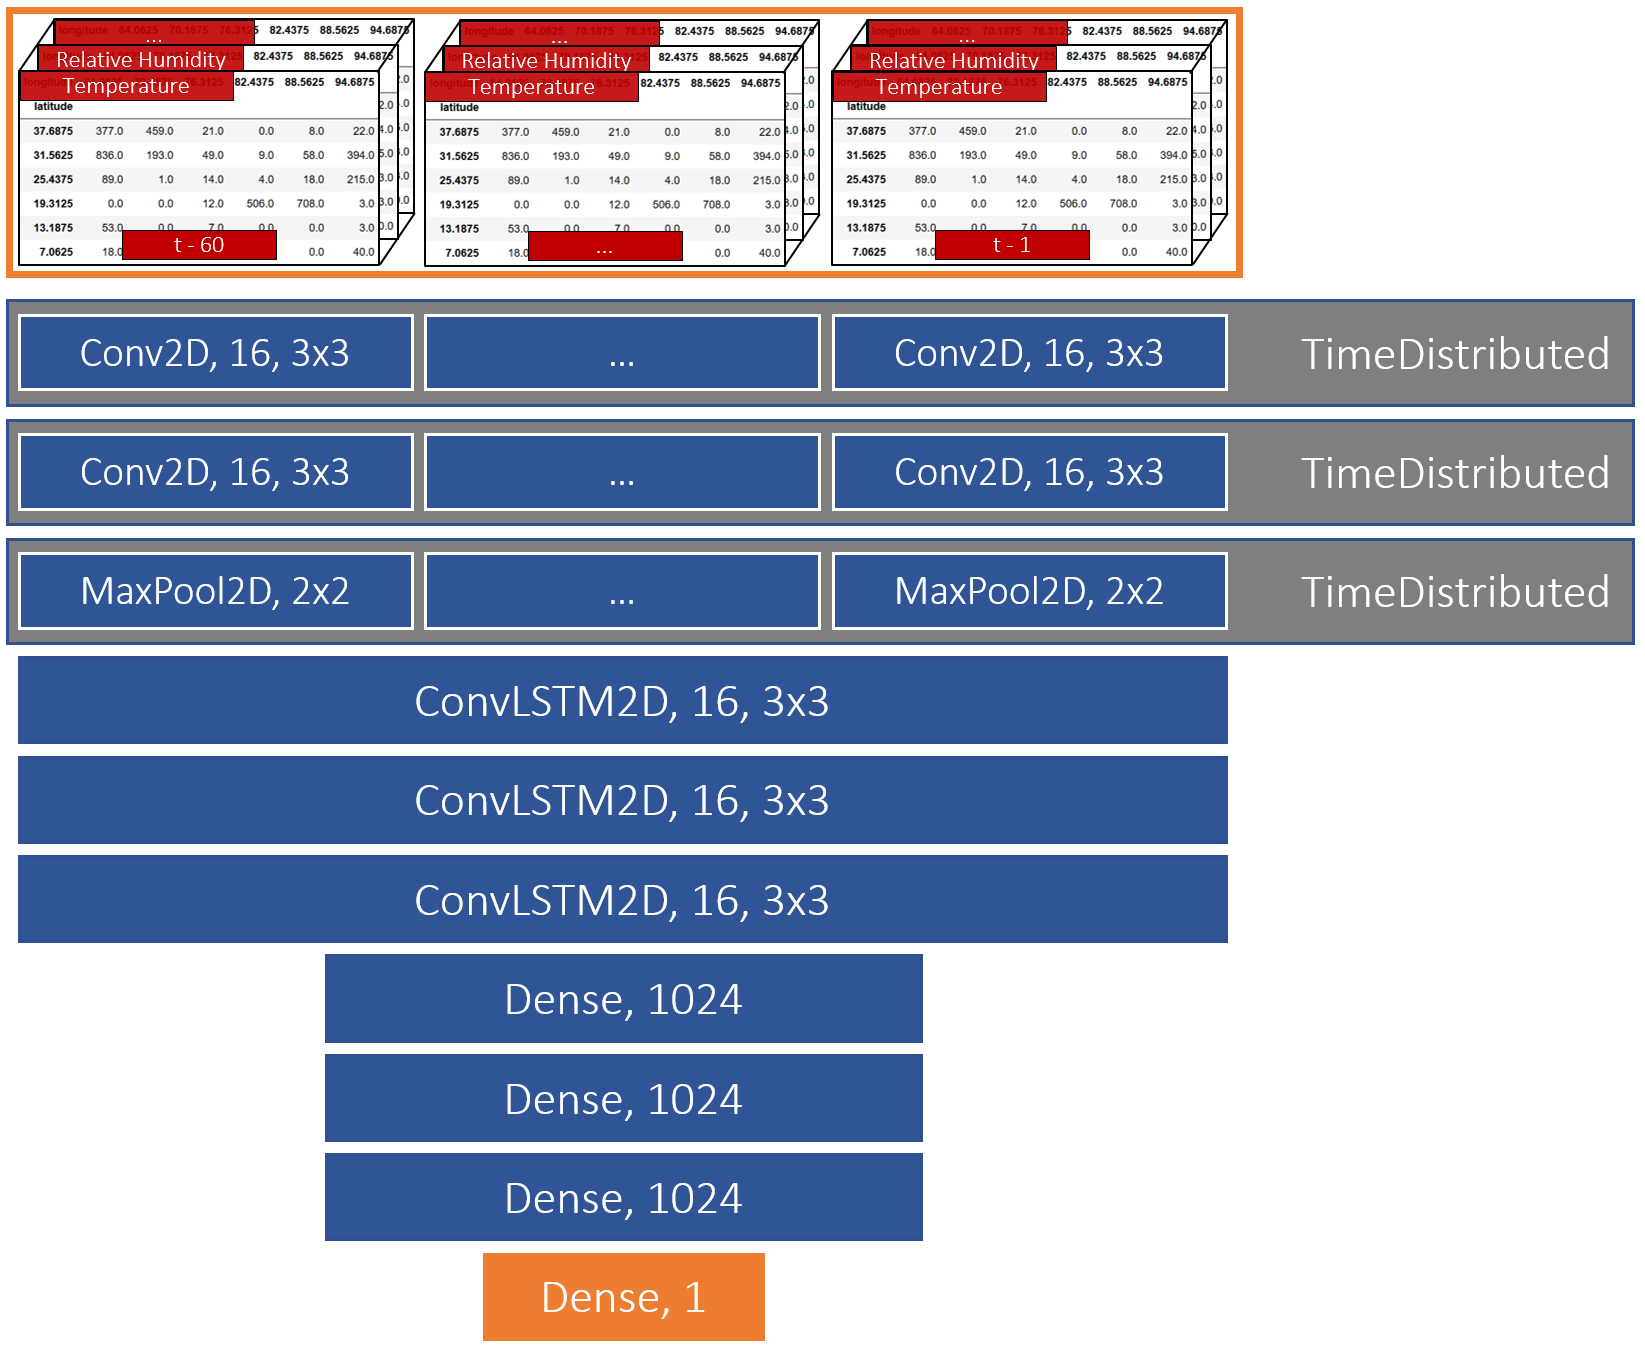 longitude 64.0625 70.1875 76.3125 82.4375 88.5625 94.6875
...
Relative Humidity 82.4375 88.5625 94.6875
Temperature 82.4375 88.5625 94.6875
latitude
37.6875 377.0 459.0 21.0 0.0 8.0 22.0
31.5625 836.0 193.0 49.0 9.0 58.0 394.0
25.4375 89.0 1.0 14.0 4.0 18.0 215.0
19.3125 0.0 0.0 12.0 506.0 708.0 3.0
13.1875 53.0 0.0 7.0 0.0 0.0 3.0
7.0625 18.0 t - 60 0.0 40.0
longitude 64.0625 70.1875 76.3125 82.4375 88.5625 94.6875
...
Relative Humidity 82.4375 88.5625 94.6875
Temperature 82.4375 88.5625 94.6875
latitude
37.6875 377.0 459.0 21.0 0.0 8.0 22.0
31.5625 836.0 193.0 49.0 9.0 58.0 394.0
25.4375 89.0 1.0 14.0 4.0 18.0 215.0
19.3125 0.0 0.0 12.0 506.0 708.0 3.0
13.1875 53.0 0.0 7.0 0.0 0.0 3.0
7.0625 18.0 ... 0.0 40.0
longitude 64.0625 70.1875 76.3125 82.4375 88.5625 94.6875
...
Relative Humidity 82.4375 88.5625 94.6875
Temperature 82.4375 88.5625 94.6875
latitude
37.6875 377.0 459.0 21.0 0.0 8.0 22.0
31.5625 836.0 193.0 49.0 9.0 58.0 394.0
25.4375 89.0 1.0 14.0 4.0 18.0 215.0
19.3125 0.0 0.0 12.0 506.0 708.0 3.0
13.1875 53.0 0.0 7.0 0.0 0.0 3.0
7.0625 18.0 t - 1 0.0 40.0
Conv2D, 16, 3x3 ... Conv2D, 16, 3x3 TimeDistributed
Conv2D, 16, 3x3 ... Conv2D, 16, 3x3 TimeDistributed
MaxPool2D, 2x2 ... MaxPool2D, 2x2 TimeDistributed
ConvLSTM2D, 16, 3x3
ConvLSTM2D, 16, 3x3
ConvLSTM2D, 16, 3x3
Dense, 1024
Dense, 1024
Dense, 1024
Dense, 1